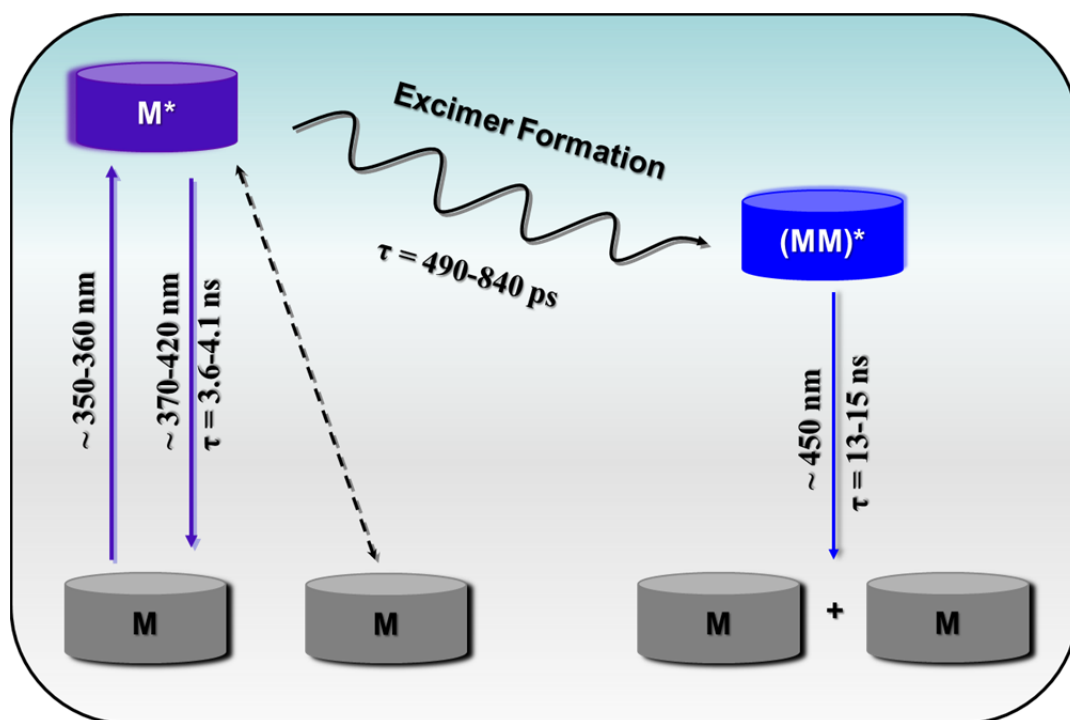 M*
Excimer Formation
τ = 490-840 ps
(MM)*
~ 350-360 nm
~ 370-420 nm
τ = 3.6-4.1 ns
~ 450 nm
τ = 13-15 ns
M
M
M
+
M